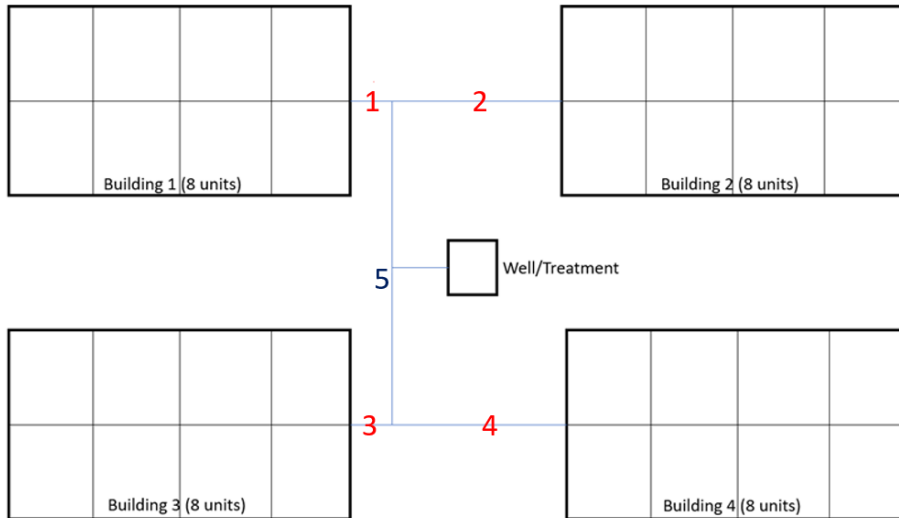 1
2
Building 1 (8 units)
Building 2 (8 units)
5
Well/Treatment
3
4
Building 3 (8 units)
Building 4 (8 units)